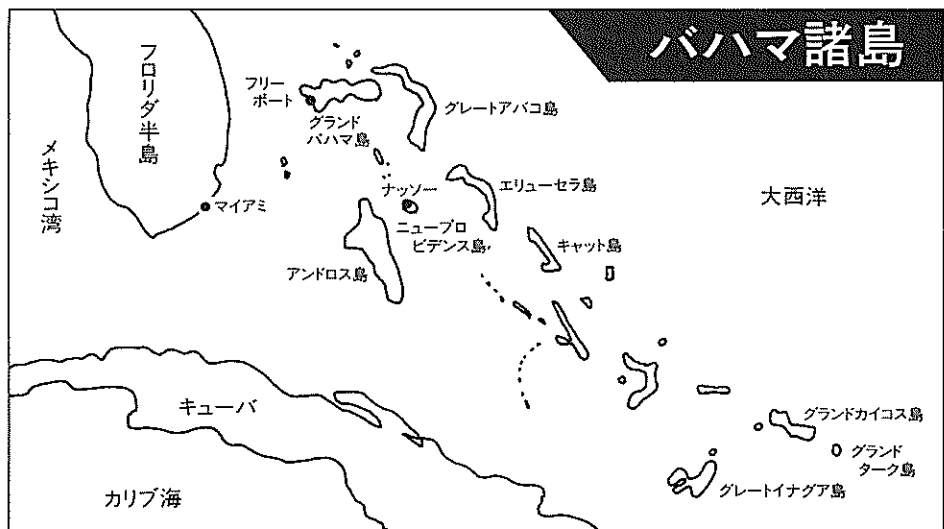 バハマ諸島
フロリダ半島
メキシコ湾
マイアミ
フリー
ポート
グランド
バハマ島
グレートアバコ島
ナッソー
ニュープロ
ビデンス島
エリューセラ島
アンドロス島
キャット島
大西洋
キューバ
カリブ海
グランドカイコス島
グランド
ターク島
グレートイナグア島